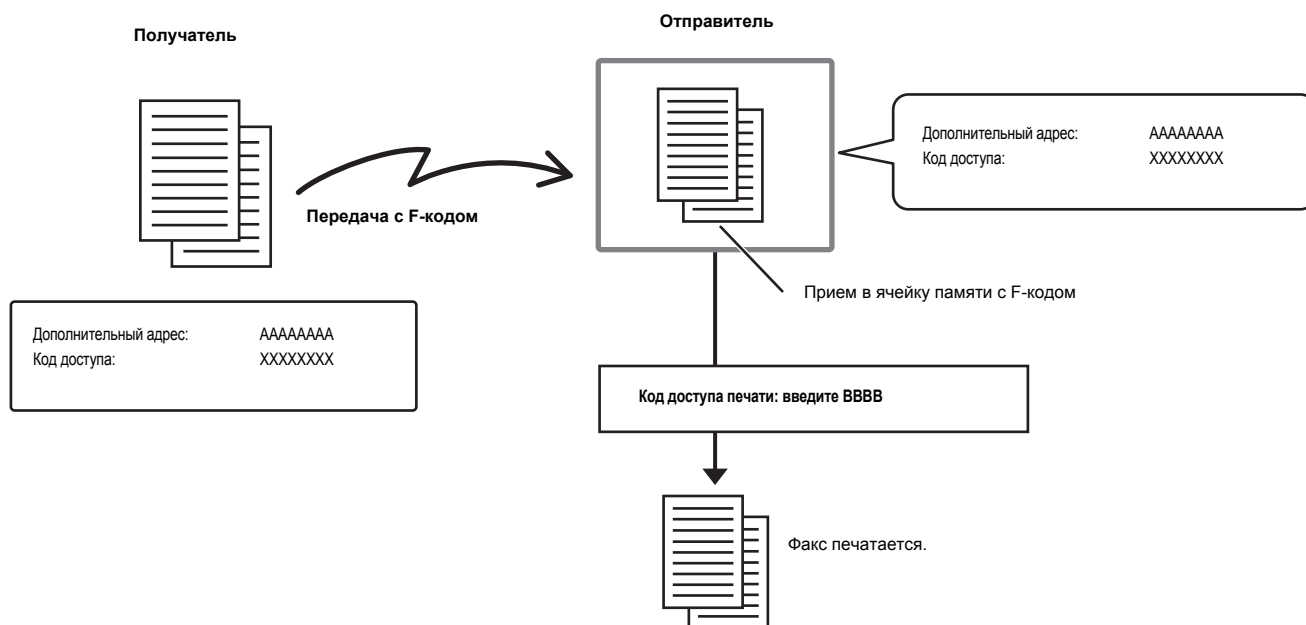 Получатель
Отправитель
Дополнительный адрес: AAAAAAAA
Код доступа: XXXXXXXX
Передача с F-кодом
Прием в ячейку памяти с F-кодом
Дополнительный адрес: AAAAAAAA
Код доступа: XXXXXXXX
Код доступа печати: введите BBBB
Факс печатается.